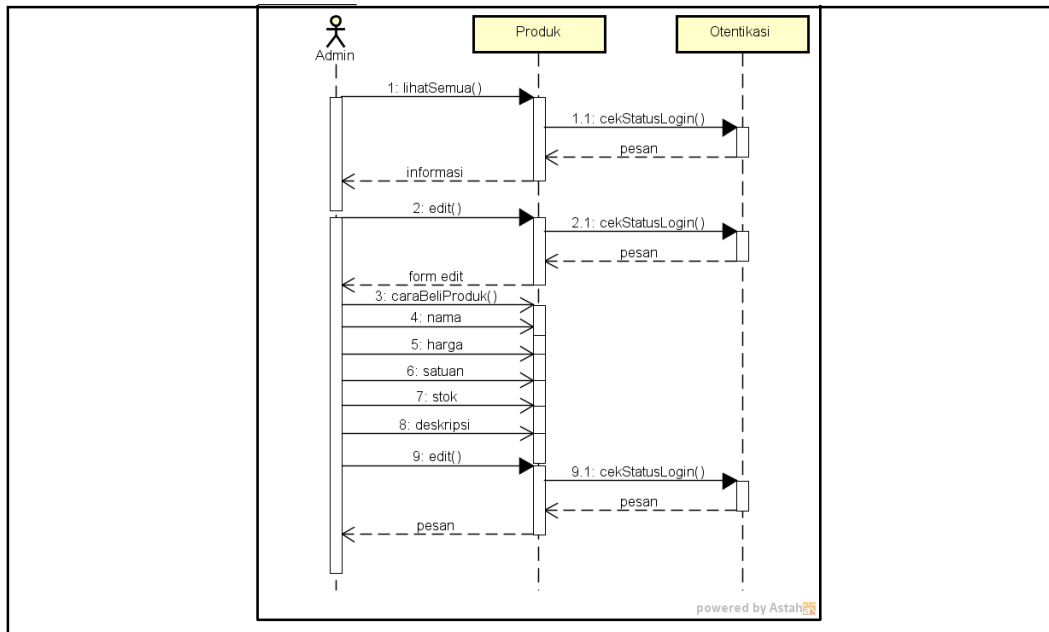 Produk
Otentikasi
Admin
1: lihatSemua()
1.1: cekStatusLogin()
pesan
informasi
2: edit()
2.1: cekStatusLogin()
pesan
form edit
3: caraBeliProduk()
4: nama
5: harga
6: satuan
7: stok
8: deskripsi
9: edit()
9.1: cekStatusLogin()
pesan
pesan
powered by Astah